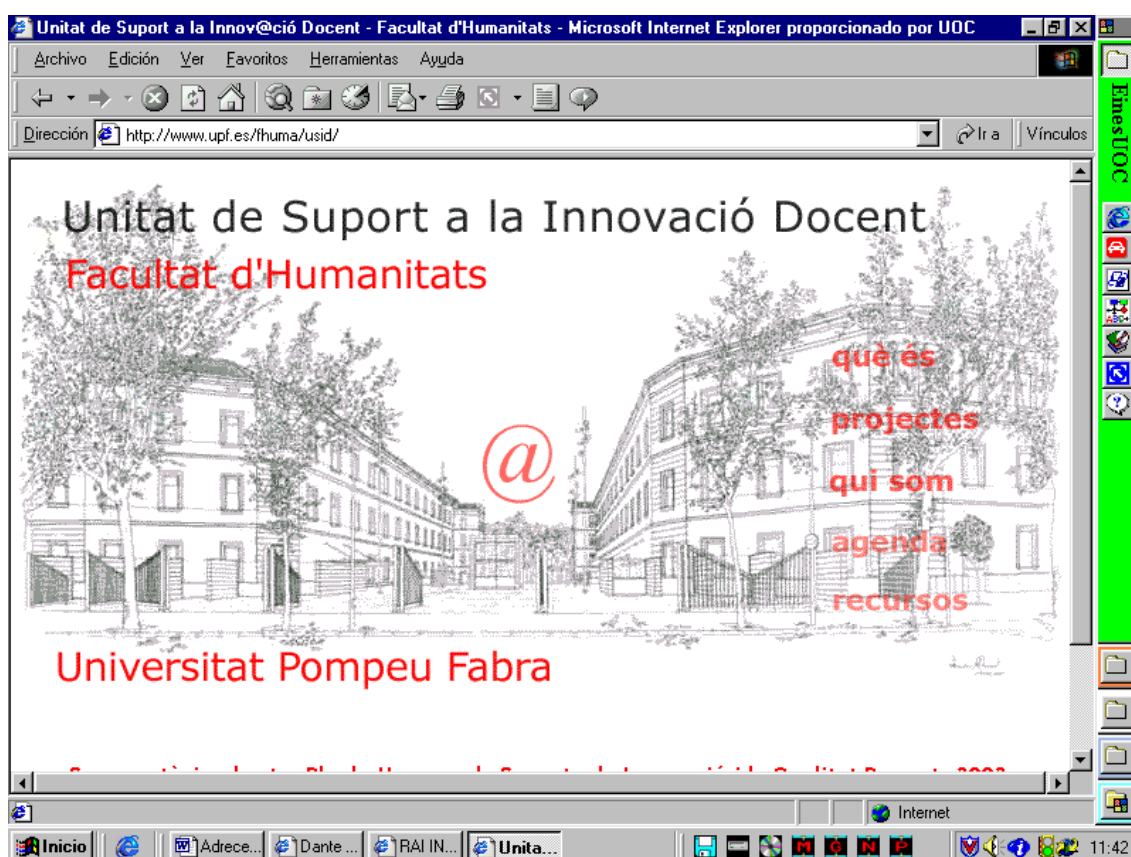 Unitat de Suport a la Innov@ció Docent - Facultat d'Humanitats - Microsoft Internet Explorer proporcionado por UOC
Archivo Edición Ver Favoritos Herramientas Ayuda
Dirección http://www.upf.es/fhuma/usid/ Ir a Vínculos
EinesUOC
Unitat de Suport a la Innovació Docent
Facultat d'Humanitats
què és
projectes
@
qui som
agenda
recursos
Universitat Pompeu Fabra
Internet
Inicio Adrece... Dante ... RAI IN... Unita... M G N P 11:42